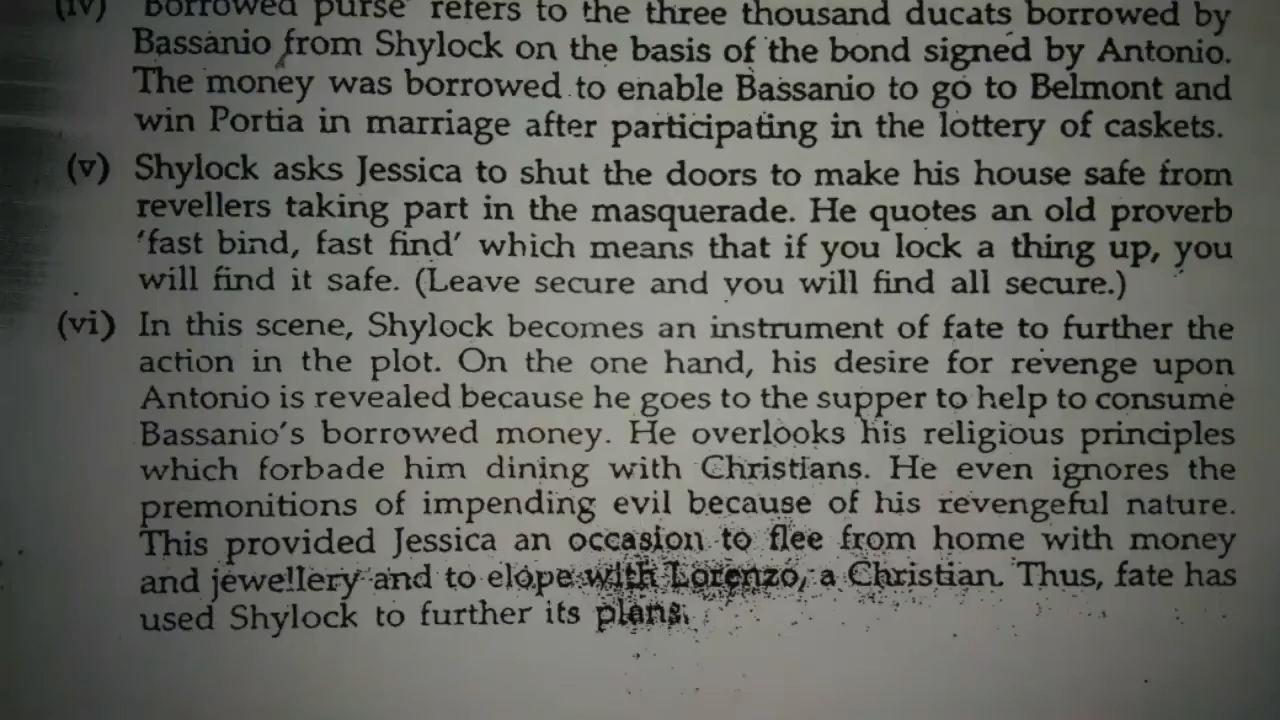 (iv) 'Borrowed purse' refers to the three thousand ducats borrowed by
Bassanio from Shylock on the basis of the bond signed by Antonio.
The money was borrowed to enable Bassanio to go to Belmont and
win Portia in marriage after participating in the lottery of caskets.
(v) Shylock asks Jessica to shut the doors to make his house safe from
revellers taking part in the masquerade. He quotes an old proverb
'fast bind, fast find' which means that if you lock a thing up, you
will find it safe. (Leave secure and you will find all secure.)
(vi) In this scene, Shylock becomes an instrument of fate to further the
action in the plot. On the one hand, his desire for revenge upon
Antonio is revealed because he goes to the supper to help to consume
Bassanio's borrowed money. He overlooks his religious principles
which forbade him dining with Christians. He even ignores the
premonitions of impending evil because of his revengeful nature.
This provided Jessica an occasion to flee from home with money
and jewellery and to elope with Lorenzo, a Christian. Thus, fate has
used Shylock to further its plans.